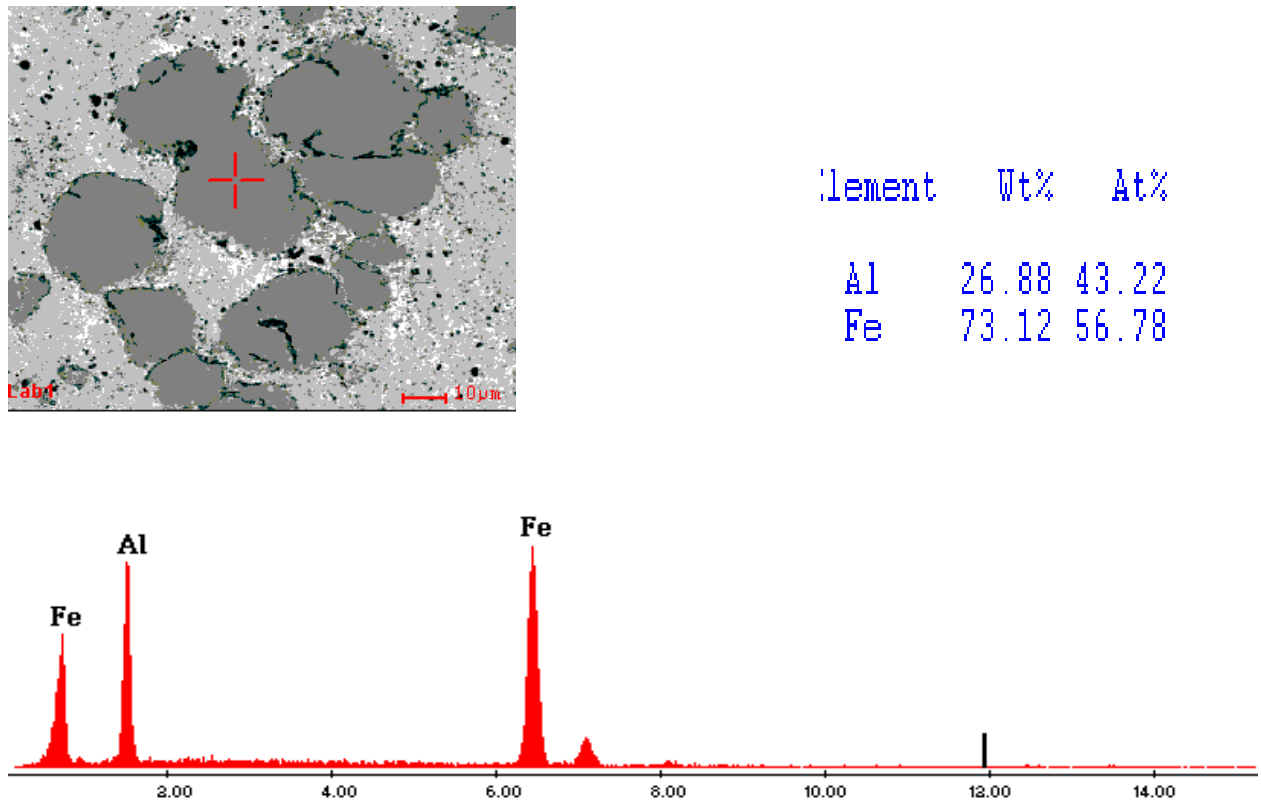 Lab1
10µm
lement Wt% At%
Al 26.88 43.22
Fe 73.12 56.78
Fe
Al
Fe
2.00 4.00 6.00 8.00 10.00 12.00 14.00